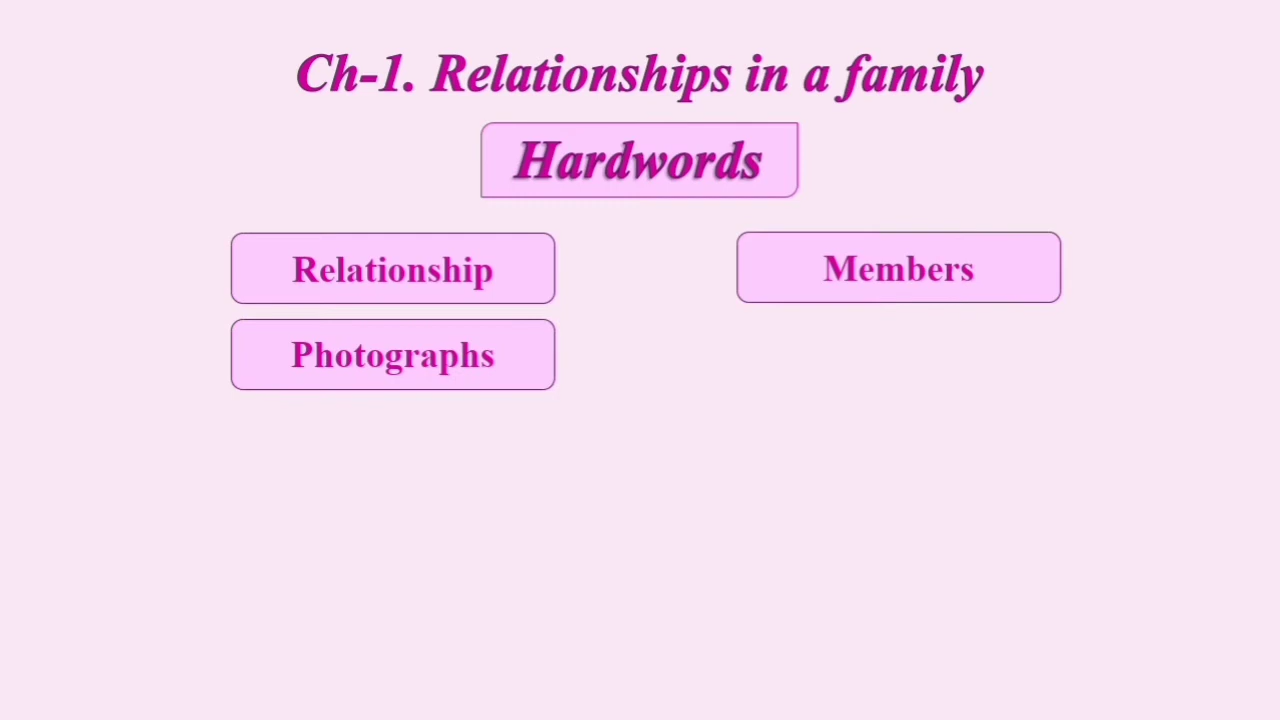 Ch-1. Relationships in a family
Hardwords
Relationship
Members
Photographs